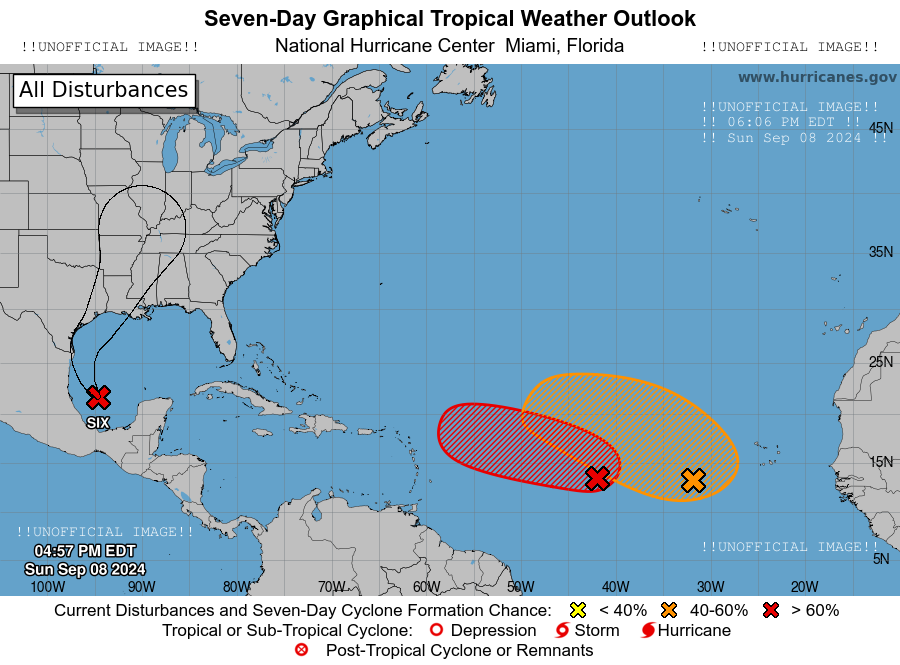 Seven-Day Graphical Tropical Weather Outlook
!!UNOFFICIAL IMAGE!! National Hurricane Center Miami, Florida !!UNOFFICIAL IMAGE!!
All Disturbances
www.hurricanes.gov
!!UNOFFICIAL IMAGE!!
!! 06:06 PM EDT !!
!! Sun Sep 08 2024 !!
45N
35N
25N
SIX
15N
!!UNOFFICIAL IMAGE!!
!!UNOFFICIAL IMAGE!!
04:57 PM EDT
5N
Sun Sep 08 2024
100W 90W 80W 70W 60W 50W 40W 30W 20W
Current Disturbances and Seven-Day Cyclone Formation Chance: < 40% 40-60% > 60%
Tropical or Sub-Tropical Cyclone: Depression Storm Hurricane
Post-Tropical Cyclone or Remnants